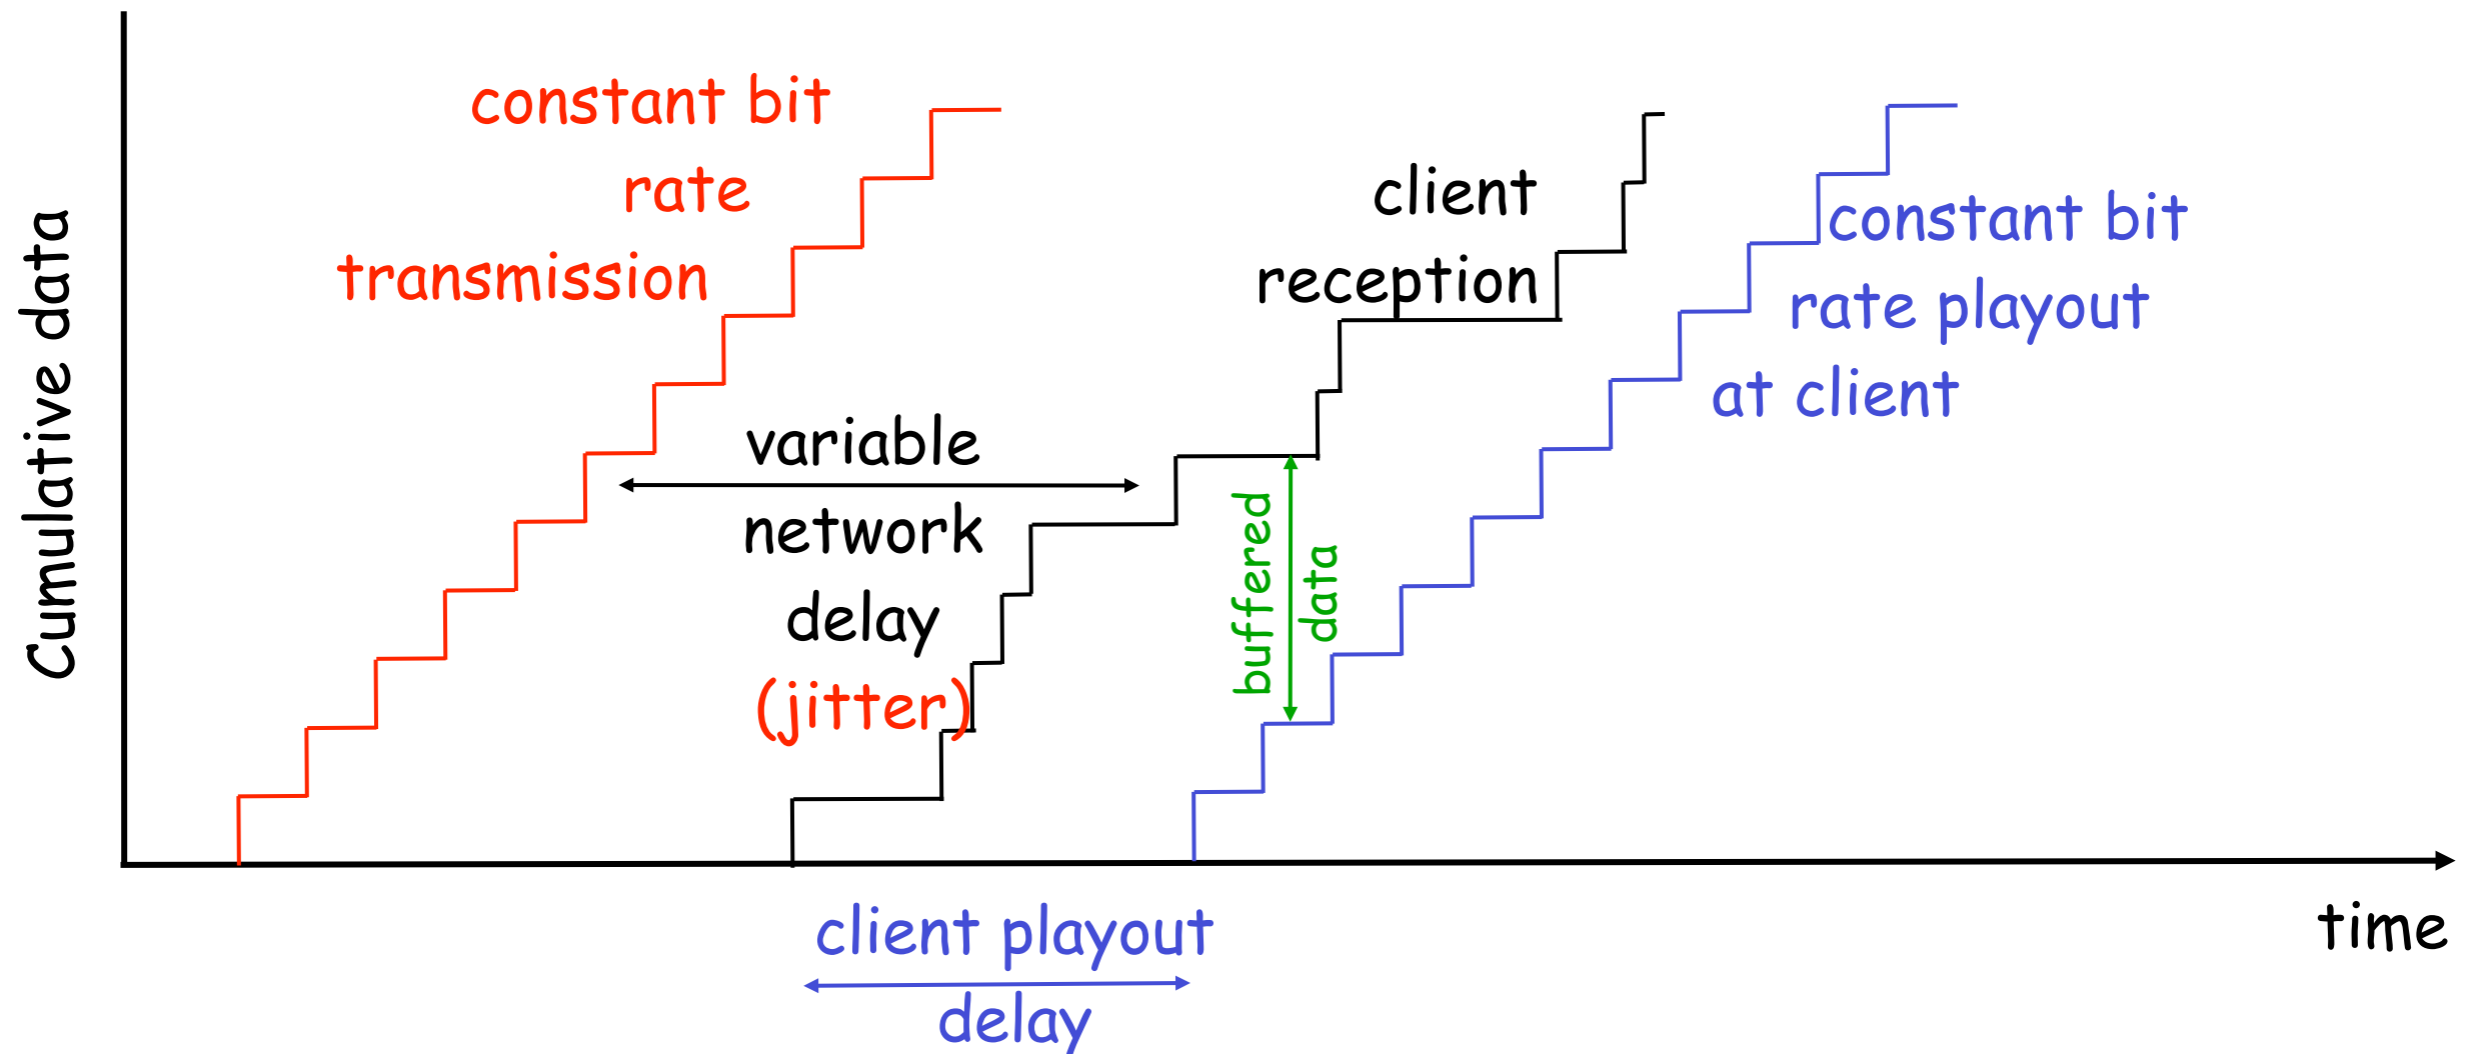 Cumulative data
constant bit
rate
transmission
variable
network
delay
(jitter)
client
reception
buffered
data
constant bit
rate playout
at client
client playout
delay
time